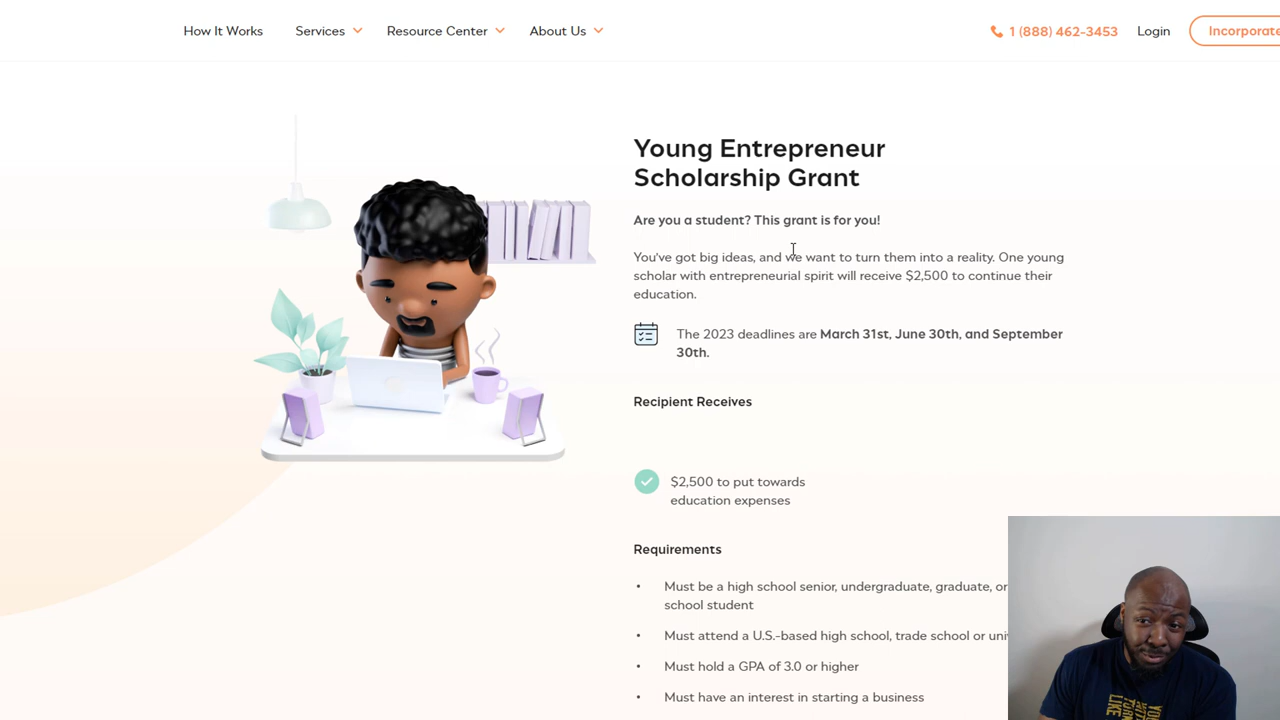 How It Works
Services
Resource Center
About Us
1 (888) 462-3453
Login
Incorporate
Young Entrepreneur
Scholarship Grant
Are you a student? This grant is for you!
You've got big ideas, and we want to turn them into a reality. One young
scholar with entrepreneurial spirit will receive $2,500 to continue their
education.
The 2023 deadlines are March 31st, June 30th, and September
30th.
Recipient Receives
$2,500 to put towards
education expenses
Requirements
Must be a high school senior, undergraduate, graduate, or
school student
Must attend a U.S.-based high school, trade school or
Must hold a GPA of 3.0 or higher
Must have an interest in starting a business